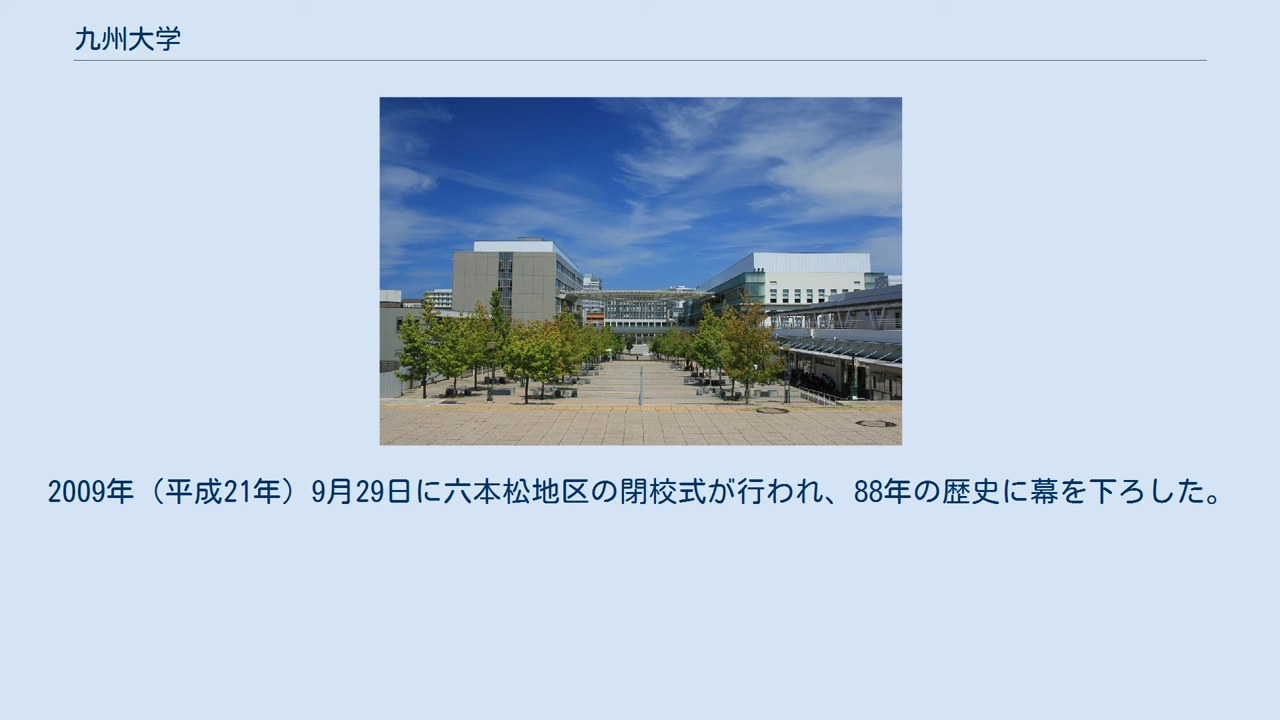 九州大学
2009年（平成21年）9月29日に六本松地区の閉校式が行われ、88年の歴史に幕を下ろした。